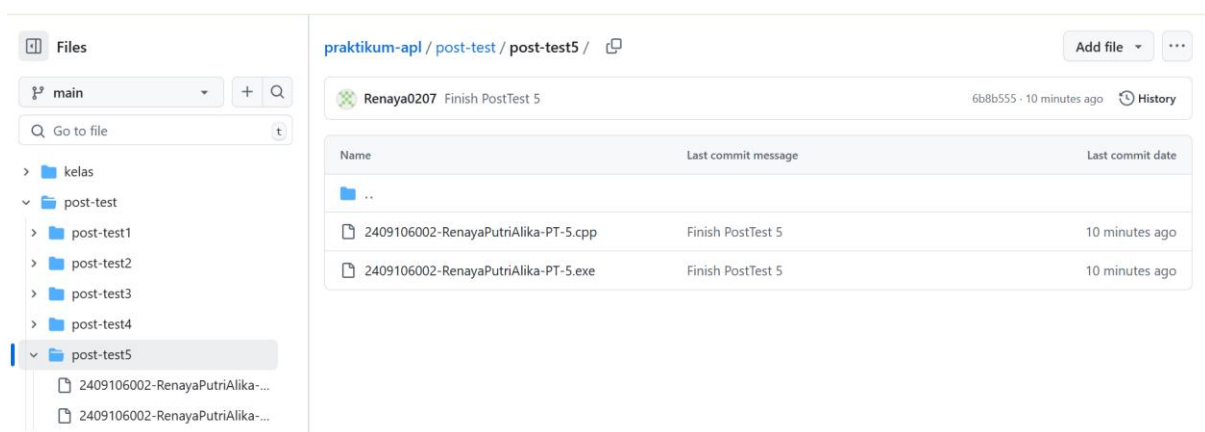 Files
main
Go to file
t
kelas
post-test
post-test1
post-test2
post-test3
post-test4
post-test5
2409106002-RenayaPutriAlika-...
2409106002-RenayaPutriAlika-...
praktikum-apl / post-test / post-test5 /
Add file
Renaya0207 Finish PostTest 5
6b8b555 · 10 minutes ago History
Name Last commit message Last commit date
..
2409106002-RenayaPutriAlika-PT-5.cpp Finish PostTest 5 10 minutes ago
2409106002-RenayaPutriAlika-PT-5.exe Finish PostTest 5 10 minutes ago